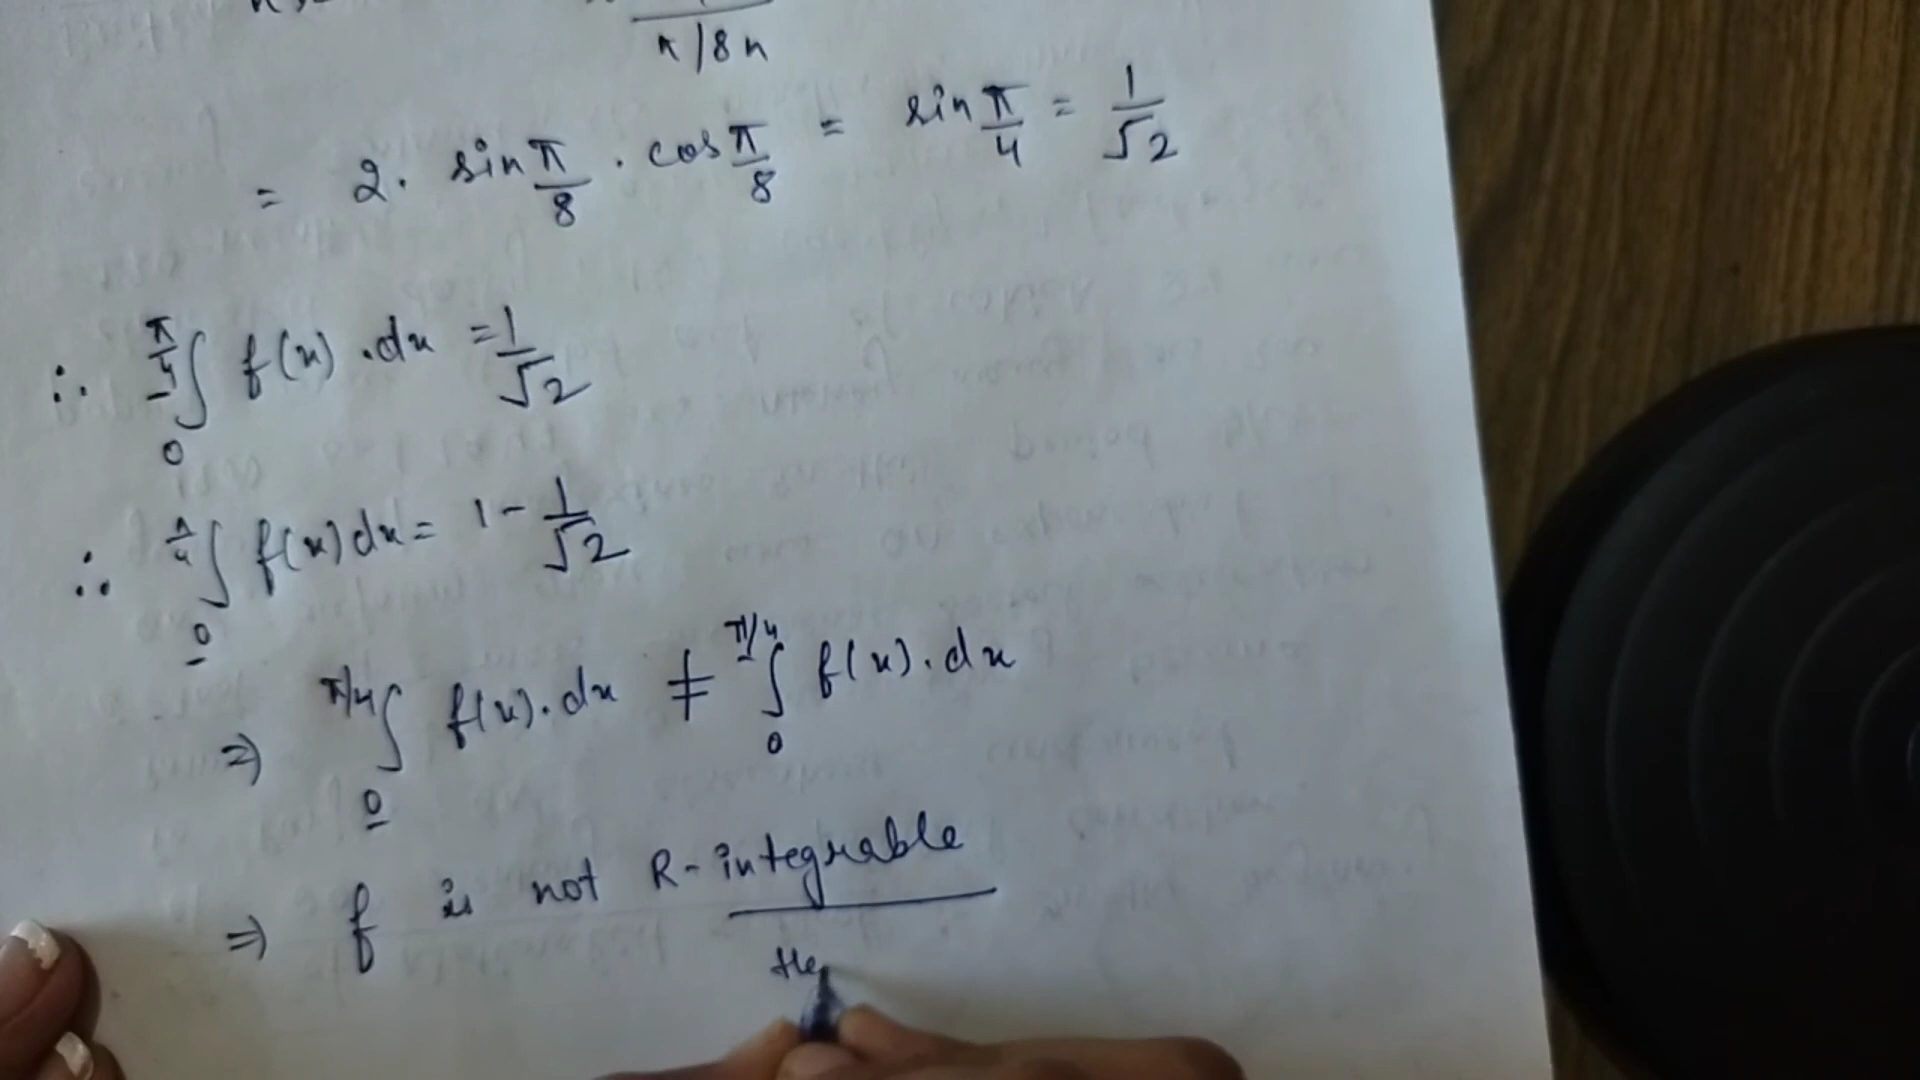 π/8n
= 2. sin π/8 . cos π/8 = sin π/4 = 1/√2
∴ ∫₀^π/4 f(x) .dx = 1/√2
∴ ∫₀^π/4 f(x) dx = 1 - 1/√2
⇒ ∫₀^π/4 f(x).dx ≠ ∫₀^π/4 f(x).dx
⇒ f is not R-integrable
He